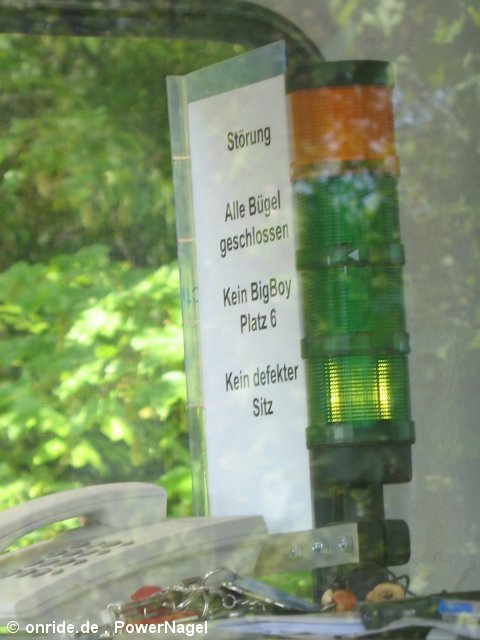 Störung
Alle Bügel
geschlossen
Kein BigBoy
Platz 6
Kein defekter
Sitz
© onride.de , PowerNagel